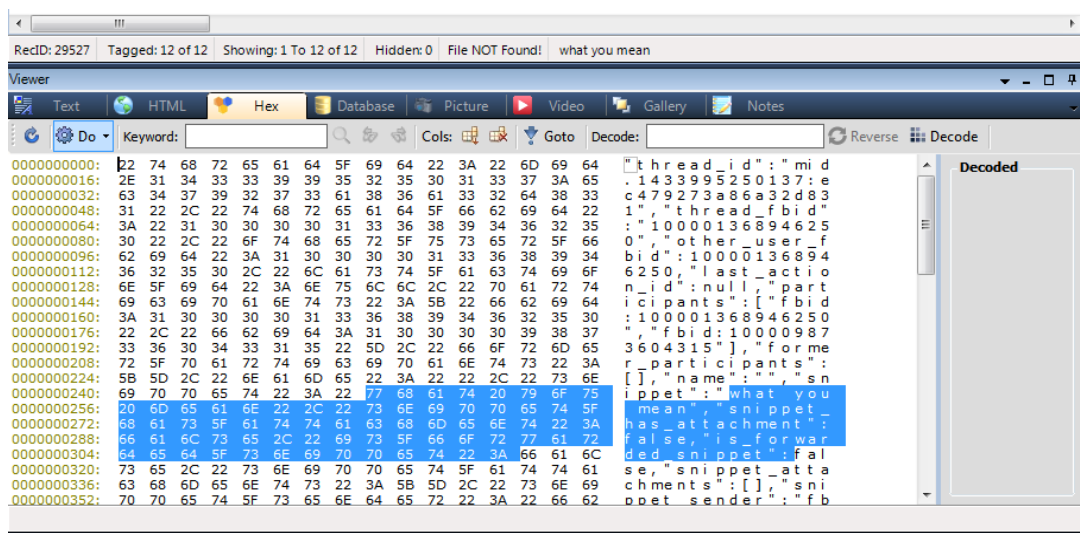 RecID: 29527 Tagged: 12 of 12 Showing: 1 To 12 of 12 Hidden: 0 File NOT Found! what you mean
Viewer
Text HTML Hex Database Picture Video Gallery Notes
Do Keyword: Cols: Goto Decode: Reverse Decode
Decoded
0000000000: 22 74 68 72 65 61 64 5F 69 64 22 3A 22 6D 69 64 "thread_id":"mid
0000000016: 2E 31 34 33 33 39 39 35 32 35 30 31 33 37 3A 65 .1433995250137:e
0000000032: 63 34 37 39 32 37 33 61 38 36 61 33 32 64 38 33 c479273a86a32d83
0000000048: 31 22 2C 22 74 68 72 65 61 64 5F 66 62 69 64 22 1","thread_fbid"
0000000064: 3A 22 31 30 30 30 30 31 33 36 38 39 34 36 32 35 :"10000136894625
0000000080: 30 22 2C 22 6F 74 68 65 72 5F 75 73 65 72 5F 66 0","other_user_f
0000000096: 62 69 64 22 3A 31 30 30 30 30 31 33 36 38 39 34 bid":10000136894
0000000112: 36 32 35 30 2C 22 6C 61 73 74 5F 61 63 74 69 6F 6250,"last_actio
0000000128: 6E 5F 69 64 22 3A 6E 75 6C 6C 2C 22 70 61 72 74 n_id":null,"part
0000000144: 69 63 69 70 61 6E 74 73 22 3A 5B 22 66 62 69 64 icipants":["fbid
0000000160: 3A 31 30 30 30 30 31 33 36 38 39 34 36 32 35 30 :100001368946250
0000000176: 22 2C 22 66 62 69 64 3A 31 30 30 30 30 39 38 37 ","fbid:10000987
0000000192: 33 36 30 34 33 31 35 22 5D 2C 22 66 6F 72 6D 65 3604315"],"forme
0000000208: 72 5F 70 61 72 74 69 63 69 70 61 6E 74 73 22 3A r_participants":
0000000224: 5B 5D 2C 22 6E 61 6D 65 22 3A 22 22 2C 22 73 6E [],"name":"","sn
0000000240: 69 70 70 65 74 22 3A 22 77 68 61 74 20 79 6F 75 ippet":"what you
0000000256: 20 6D 65 61 6E 22 2C 22 73 6E 69 70 70 65 74 5F mean","snippet_
0000000272: 68 61 73 5F 61 74 74 61 63 68 6D 65 6E 74 22 3A has_attachment":
0000000288: 66 61 6C 73 65 2C 22 69 73 5F 66 6F 72 77 61 72 false,"is_forwar
0000000304: 64 65 64 5F 73 6E 69 70 70 65 74 22 3A 66 61 6C ded_snippet":fal
0000000320: 73 65 2C 22 73 6E 69 70 70 65 74 5F 61 74 74 61 se,"snippet_atta
0000000336: 63 68 6D 65 6E 74 73 22 3A 5B 5D 2C 22 73 6E 69 chments":[],"sni
0000000352: 70 70 65 74 5F 73 65 6E 64 65 72 22 3A 22 66 62 ppet_sender":"fb